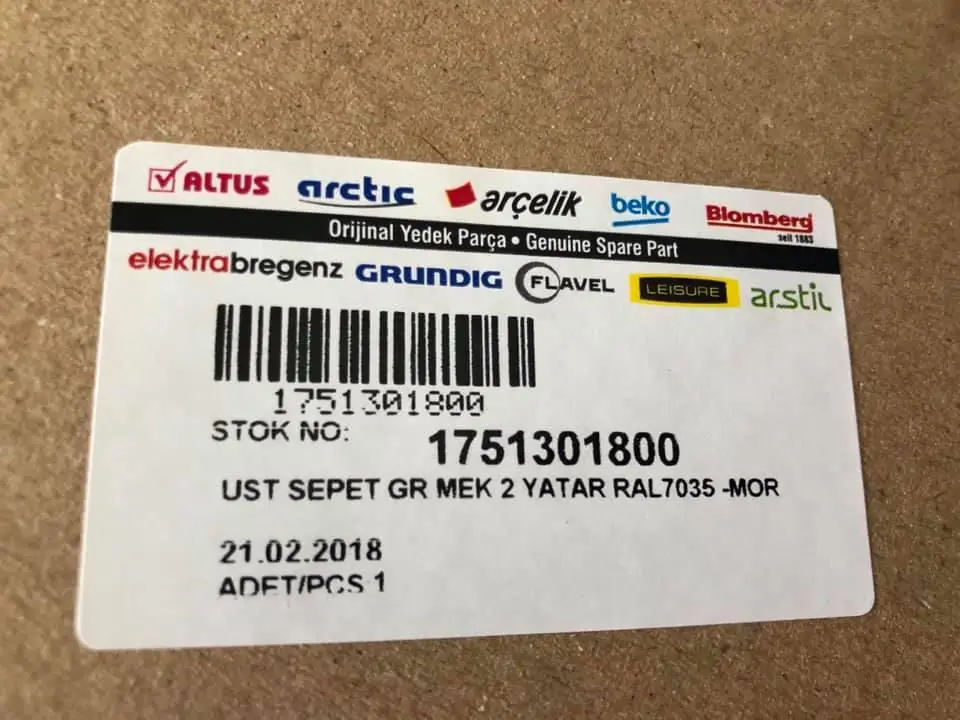 ALTUS arctic arçelik beko Blomberg
seit 1883
Orijinal Yedek Parça • Genuine Spare Part
elektrabregenz GRUNDIG FLAVEL LEISURE arstil
1751301800
STOK NO: 1751301800
UST SEPET GR MEK 2 YATAR RAL7035 -MOR
21.02.2018
ADET/PCS 1